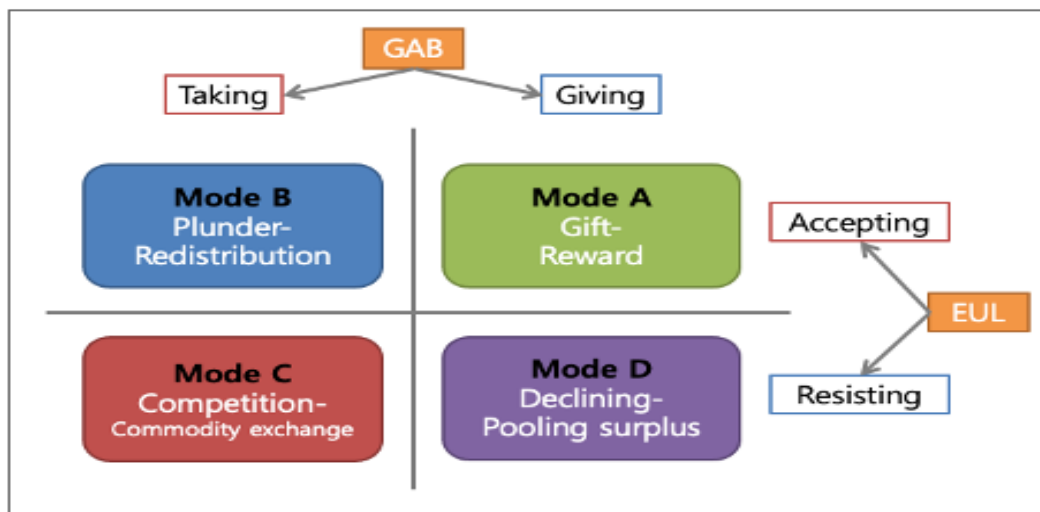 GAB
Taking
Giving
Mode B
Plunder-
Redistribution
Mode A
Gift-
Reward
Accepting
EUL
Mode C
Competition-
Commodity exchange
Mode D
Declining-
Pooling surplus
Resisting